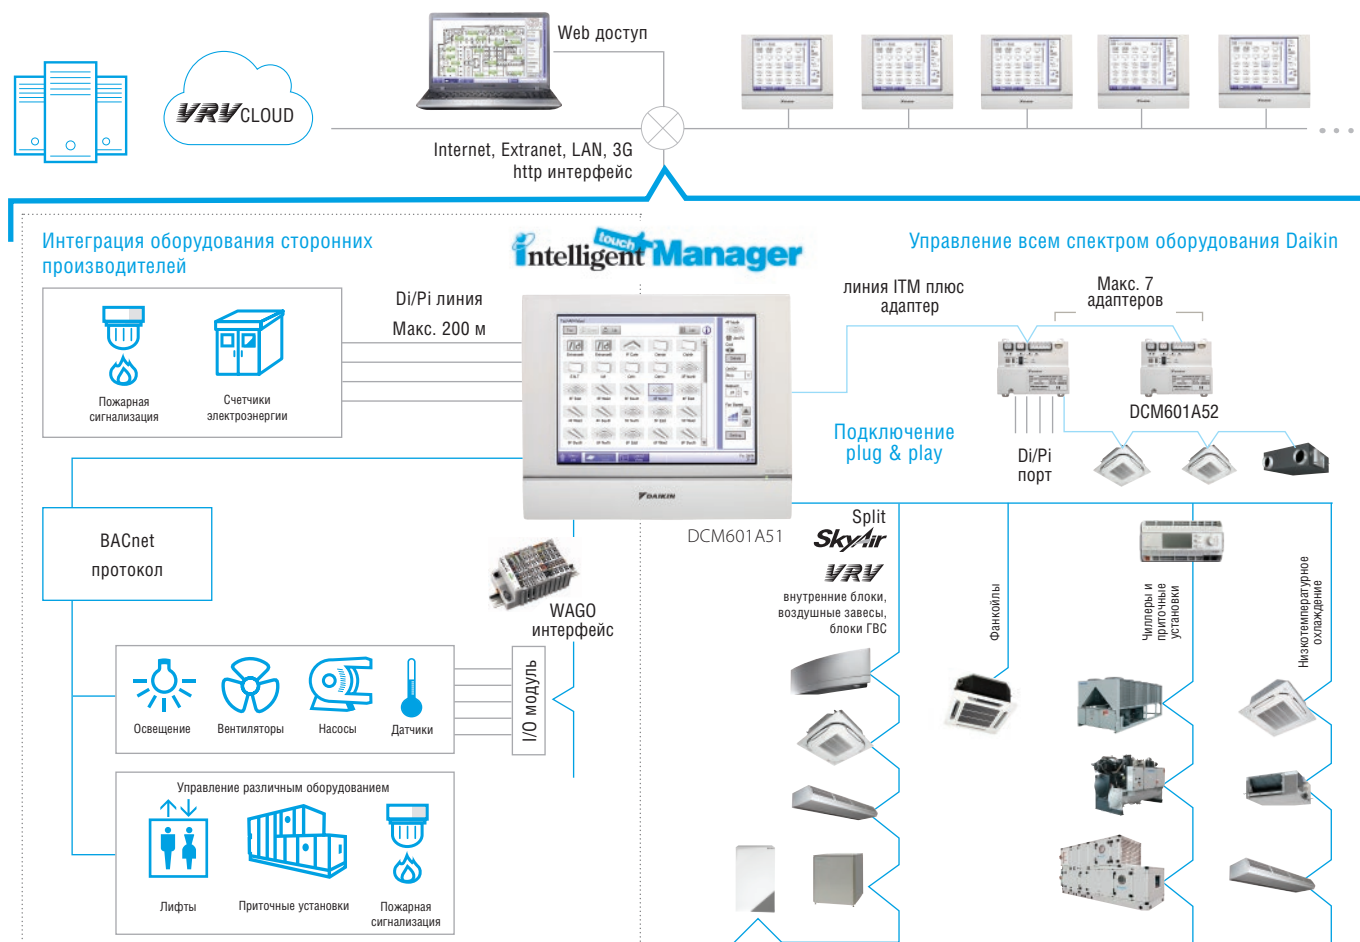 Web доступ
VRV CLOUD
Internet, Extranet, LAN, 3G
http интерфейс
Интеграция оборудования сторонних
производителей
intelligent touch Manager
Управление всем спектром оборудования Daikin
Di/Pi линия
Макс. 200 м
Пожарная
сигнализация
Счетчики
электроэнергии
линия ITM плюс
адаптер
Макс. 7
адаптеров
DCM601A52
Подключение
plug & play
Di/Pi
порт
DAIKIN
DCM601A51
BACnet
протокол
WAGO
интерфейс
Split
SkyAir
VRV
внутренние блоки,
воздушные завесы,
блоки ГВС
Фанкойлы
Чиллеры и
приточные
установки
Низкотемпературное
охлаждение
Освещение
Вентиляторы
Насосы
Датчики
I/O модуль
Управление различным оборудованием
Лифты
Приточные установки
Пожарная
сигнализация